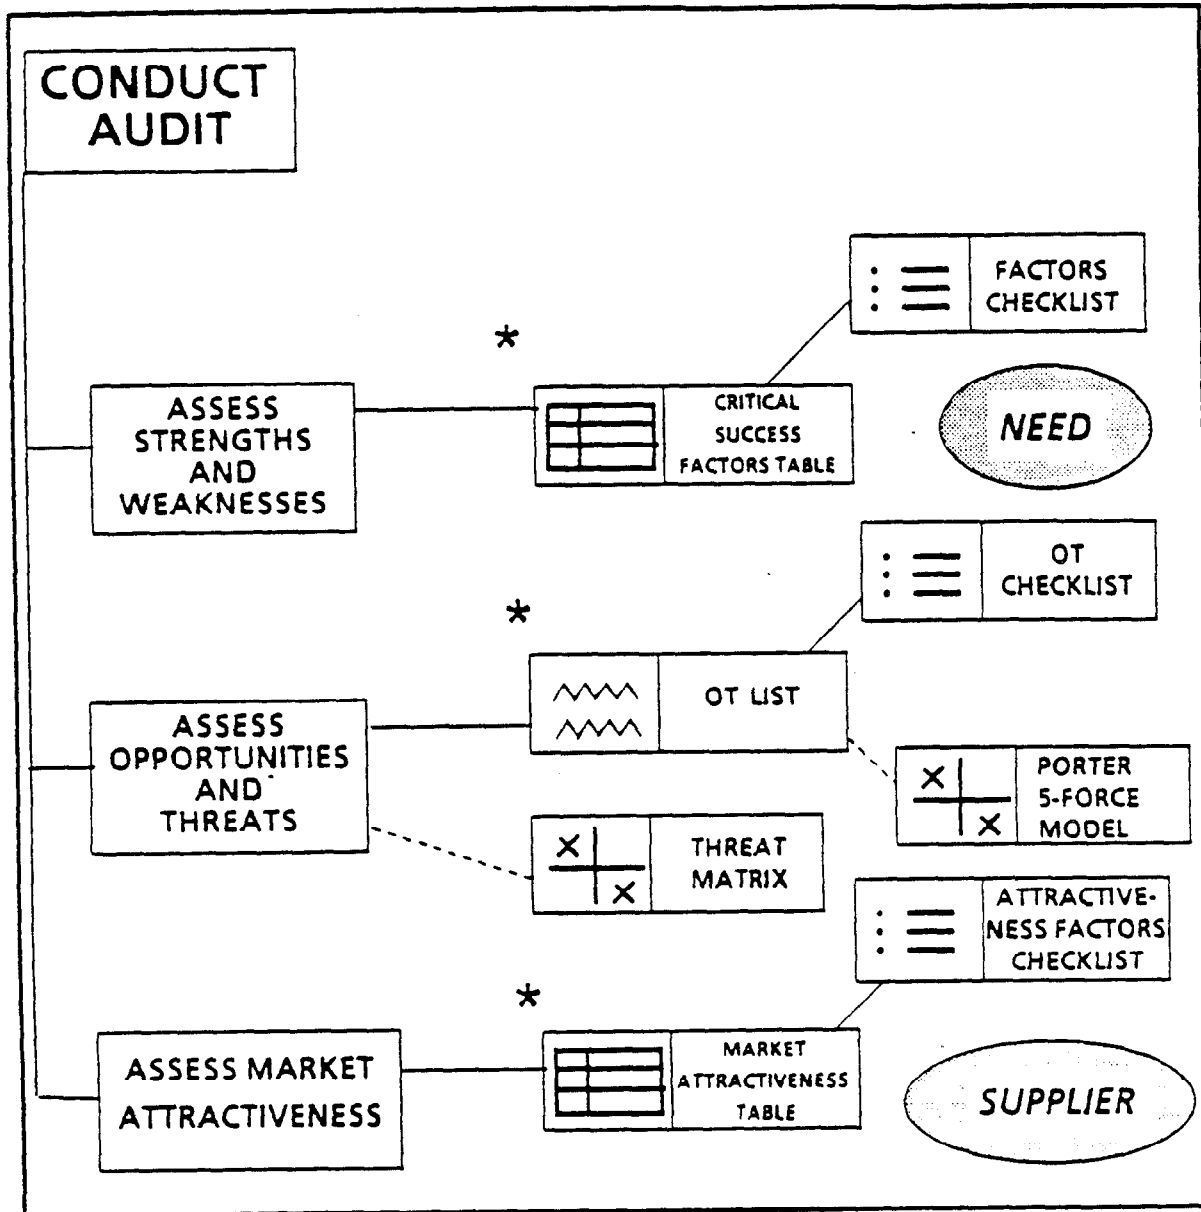 CONDUCT
AUDIT
FACTORS
CHECKLIST
*
ASSESS
STRENGTHS
AND
WEAKNESSES
CRITICAL
SUCCESS
FACTORS TABLE
NEED
OT
CHECKLIST
*
OT LIST
ASSESS
OPPORTUNITIES
AND
THREATS
PORTER
5-FORCE
MODEL
THREAT
MATRIX
ATTRACTIVE-
NESS FACTORS
CHECKLIST
*
ASSESS MARKET
ATTRACTIVENESS
MARKET
ATTRACTIVENESS
TABLE
SUPPLIER